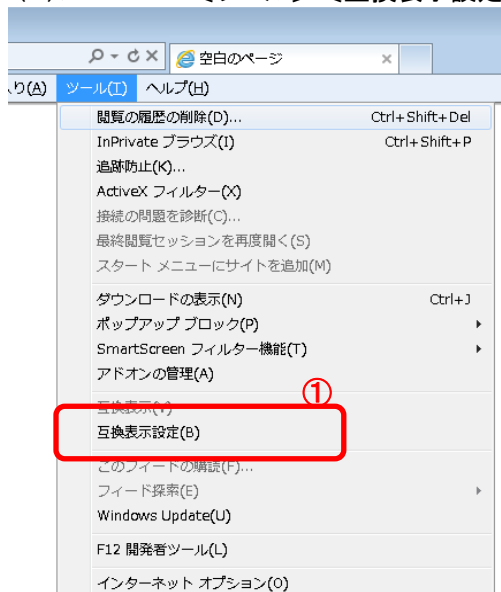 空白のページ
り(A) ツール(T) ヘルプ(H)
閲覧の履歴の削除(D)... Ctrl+Shift+Del
InPrivate ブラウズ(I) Ctrl+Shift+P
追跡防止(K)...
ActiveX フィルター(X)
接続の問題を診断(C)...
最終閲覧セッションを再度開く(S)
スタート メニューにサイトを追加(M)
ダウンロードの表示(N) Ctrl+J
ポップアップ ブロック(P)
SmartScreen フィルター機能(T)
アドオンの管理(A)
①
互換表示(V)
互換表示設定(B)
このフィードの購読(F)...
フィード探索(E)
Windows Update(U)
F12 開発者ツール(L)
インターネット オプション(O)